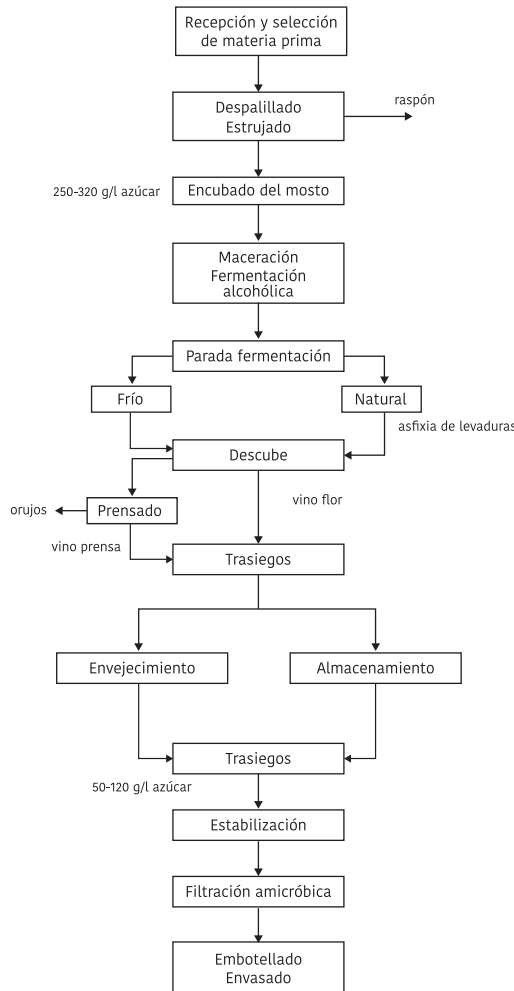 Recepción y selección
de materia prima
Despalillado
Estrujado
raspón
250-320 g/l azúcar
Encubado del mosto
Maceración
Fermentación
alcohólica
Parada fermentación
Frío
Natural
asfixia de levaduras
Descube
vino flor
orujos
Prensado
vino prensa
Trasiegos
Envejecimiento
Almacenamiento
Trasiegos
50-120 g/l azúcar
Estabilización
Filtración amicróbica
Embotellado
Envasado